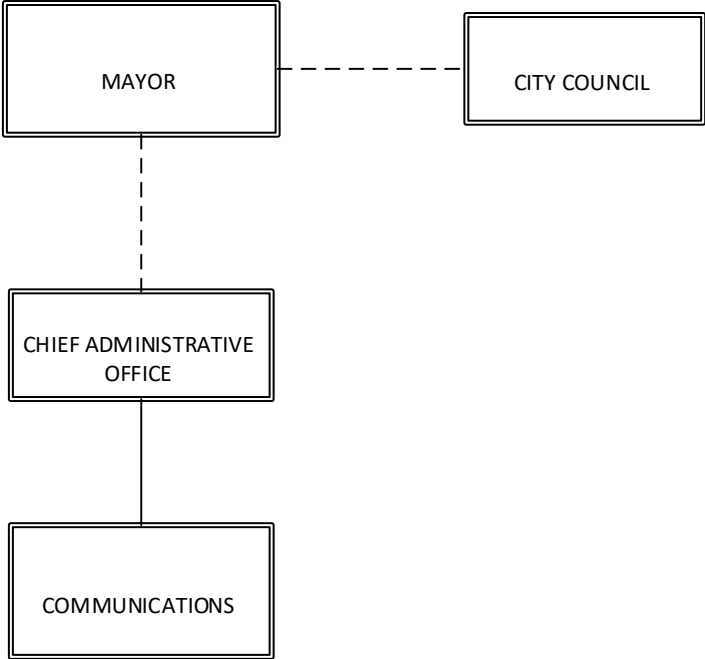 MAYOR
CITY COUNCIL
CHIEF ADMINISTRATIVE
OFFICE
COMMUNICATIONS